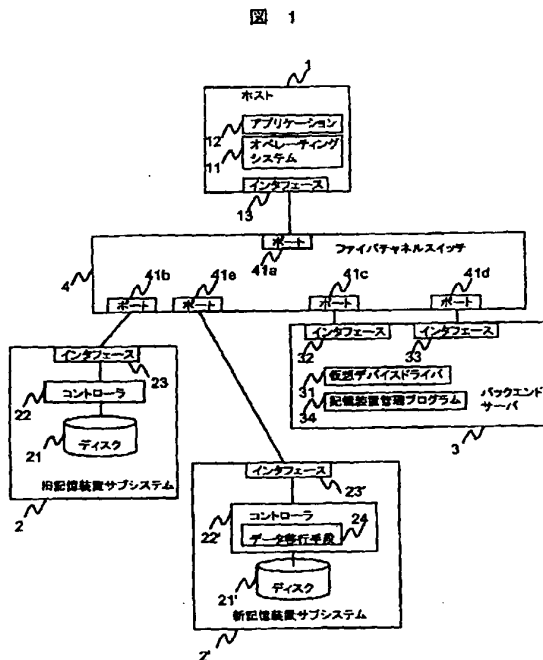 図 1
1
ホスト
12
アプリケーション
11
オペレーティング
システム
インタフェース
13
ポート
41a
ファイバチャネルスイッチ
4
41b
41e
41c
41d
ポート
ポート
ポート
ポート
インタフェース
23
22
コントローラ
21
ディスク
旧記憶装置サブシステム
2
インタフェース
32
インタフェース
33
31
仮想デバイスドライバ
34
記憶装置管理プログラム
バックエンド
サーバ
3
インタフェース
23'
コントローラ
24
22'
データ移行手段
21'
ディスク
新記憶装置サブシステム
2'